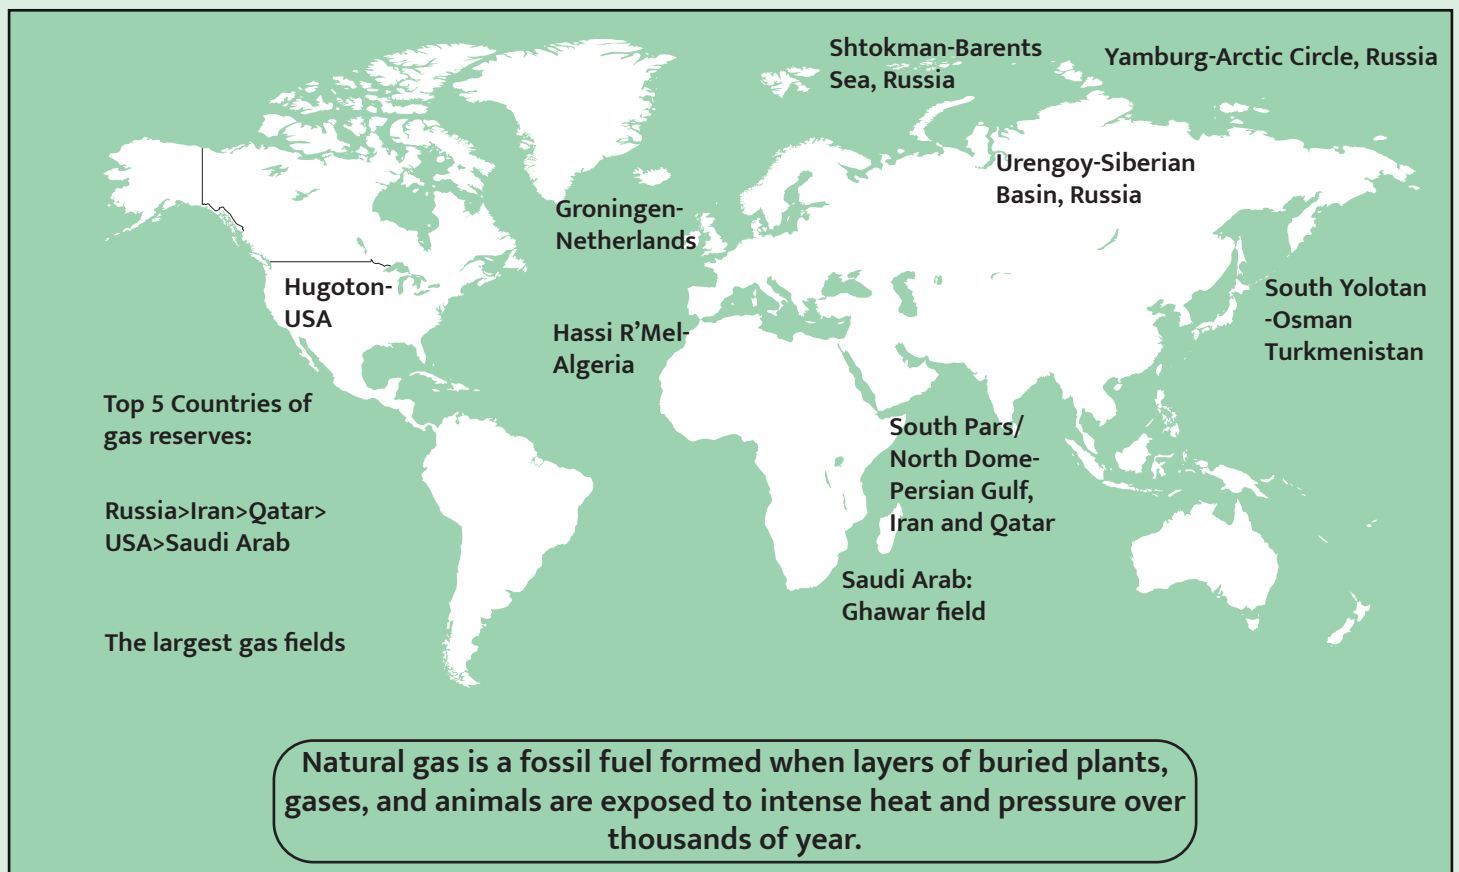 Shtokman-Barents
Sea, Russia
Yamburg-Arctic Circle, Russia
Urengoy-Siberian
Basin, Russia
Groningen-
Netherlands
Hugoton-
USA
South Yolotan
-Osman
Turkmenistan
Hassi R’Mel-
Algeria
Top 5 Countries of
gas reserves:
South Pars/
North Dome-
Persian Gulf,
Iran and Qatar
Russia>Iran>Qatar>
USA>Saudi Arab
Saudi Arab:
Ghawar field
The largest gas fields
Natural gas is a fossil fuel formed when layers of buried plants,
gases, and animals are exposed to intense heat and pressure over
thousands of year.